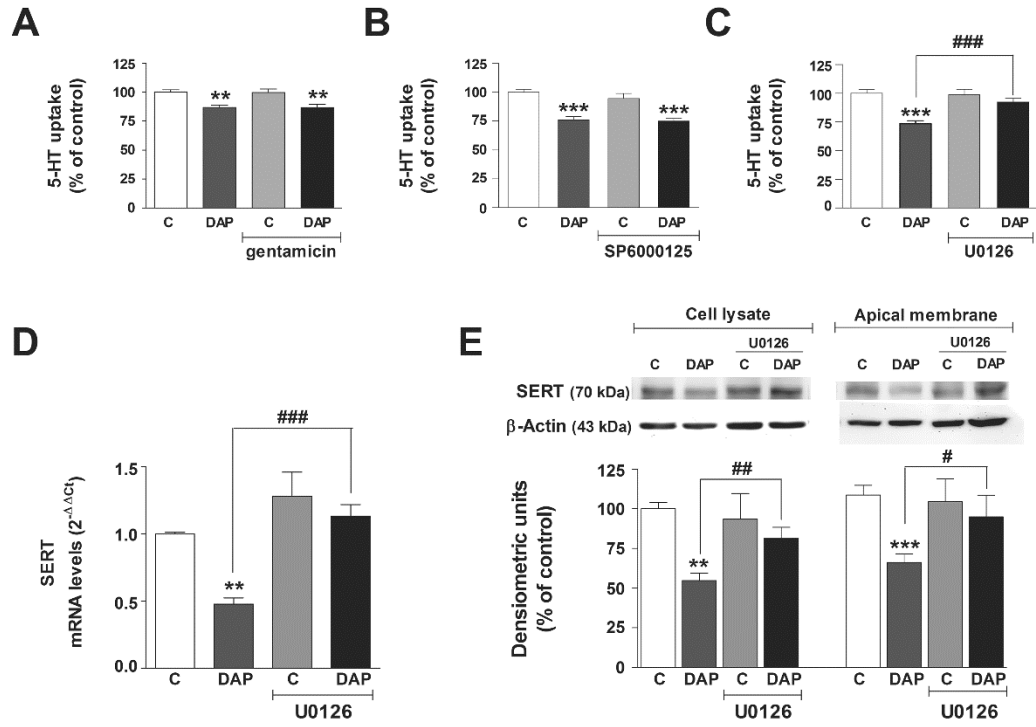 A
5-HT uptake
(% of control)
125
100
75
50
25
0
**
**
C DAP C DAP
gentamicin
B
5-HT uptake
(% of control)
125
100
75
50
25
0
***
***
C DAP C DAP
SP6000125
C
5-HT uptake
(% of control)
125
100
75
50
25
0
***
###
C DAP C DAP
U0126
D
SERT
mRNA levels (2-ΔΔCt)
1.5
1.0
0.5
0.0
**
###
C DAP C DAP
U0126
E
Cell lysate Apical membrane
U0126 U0126
C DAP C DAP C DAP C DAP
SERT (70 kDa)
β-Actin (43 kDa)
Densiometric units
(% of control)
125
100
75
50
25
0
**
##
***
#
C DAP C DAP C DAP C DAP
U0126 U0126